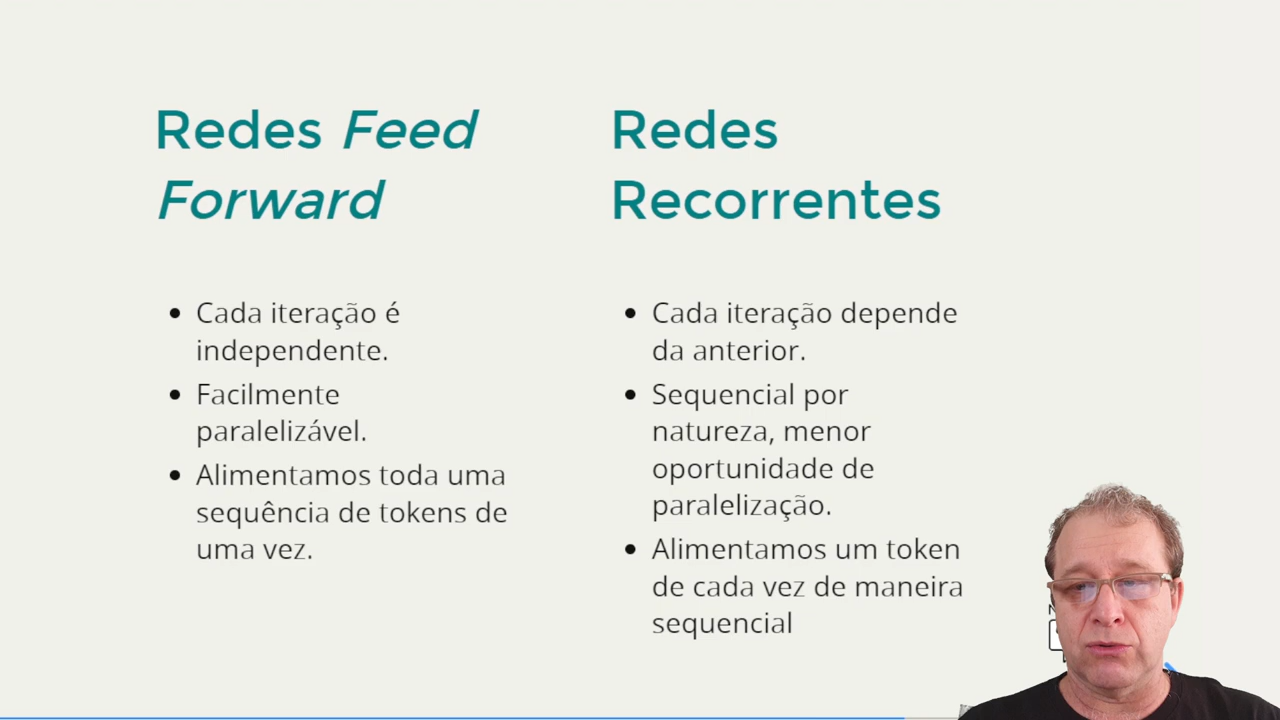 Redes Feed
Forward
Cada iteração é
independente.
Facilmente
paralelizável.
Alimentamos toda uma
sequência de tokens de
uma vez.
Redes
Recorrentes
Cada iteração depende
da anterior.
Sequencial por
natureza, menor
oportunidade de
paralelização.
Alimentamos um token
de cada vez de maneira
sequencial